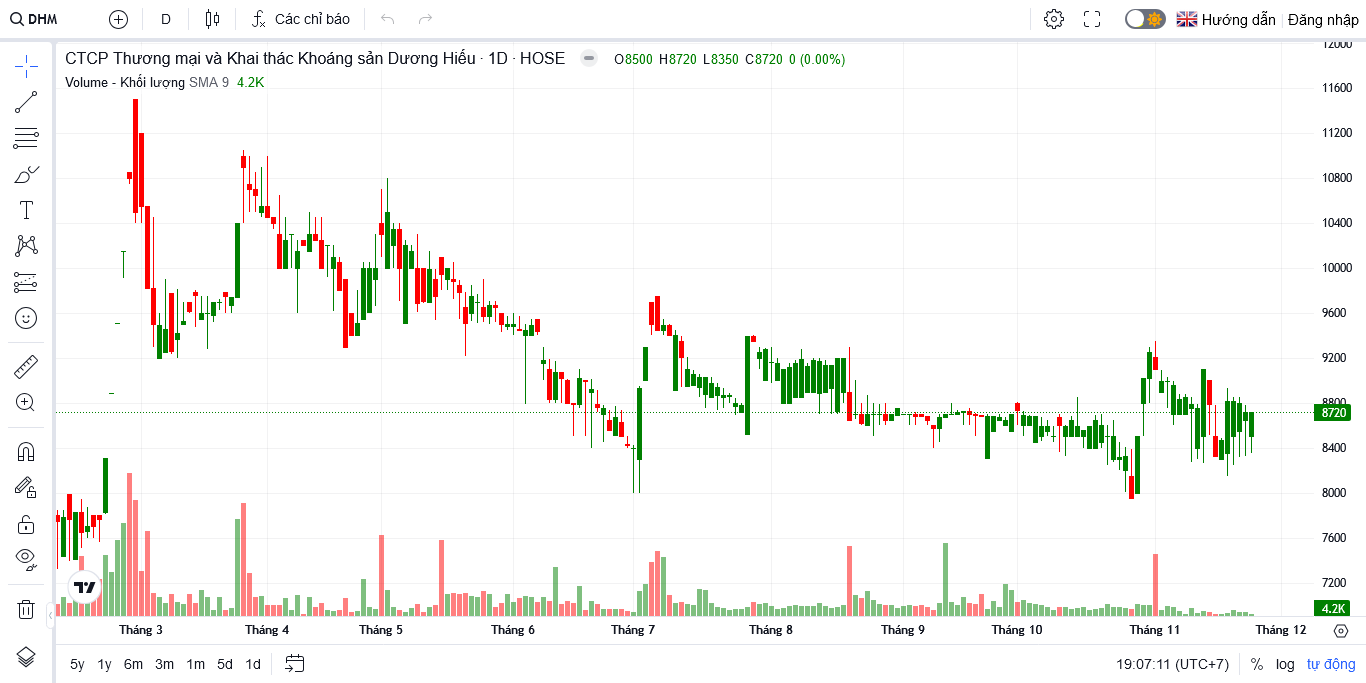 DHM D Các chỉ báo Hướng dẫn Đăng nhập
CTCP Thương mại và Khai thác Khoáng sản Dương Hiếu · 1D · HOSE O8500 H8720 L8350 C8720 0 (0.00%)
Volume - Khối lượng SMA 9 4.2K
12000
11600
11200
10800
10400
10000
9600
9200
8800
8720
8400
8000
7600
7200
4.2K
Tháng 3 Tháng 4 Tháng 5 Tháng 6 Tháng 7 Tháng 8 Tháng 9 Tháng 10 Tháng 11 Tháng 12
5y 1y 6m 3m 1m 5d 1d 19:07:11 (UTC+7) % log tự động